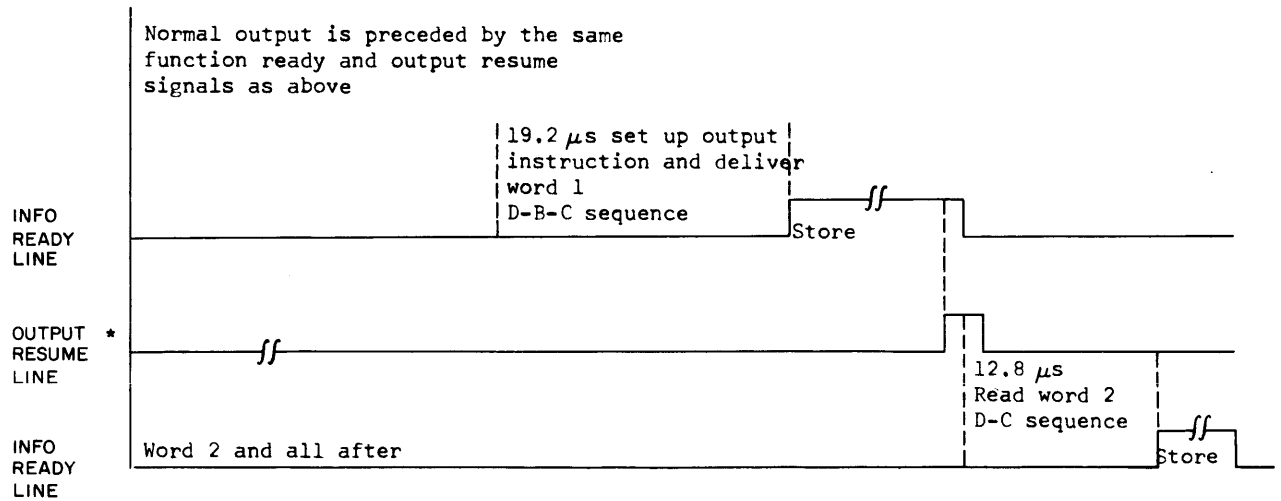 Normal output is preceded by the same
function ready and output resume
signals as above
19.2 μs set up output
instruction and deliver
word 1
D-B-C sequence
INFO
READY
LINE
Store
OUTPUT *
RESUME
LINE
12.8 μs
Read word 2
D-C sequence
INFO
READY
LINE
Word 2 and all after
Store